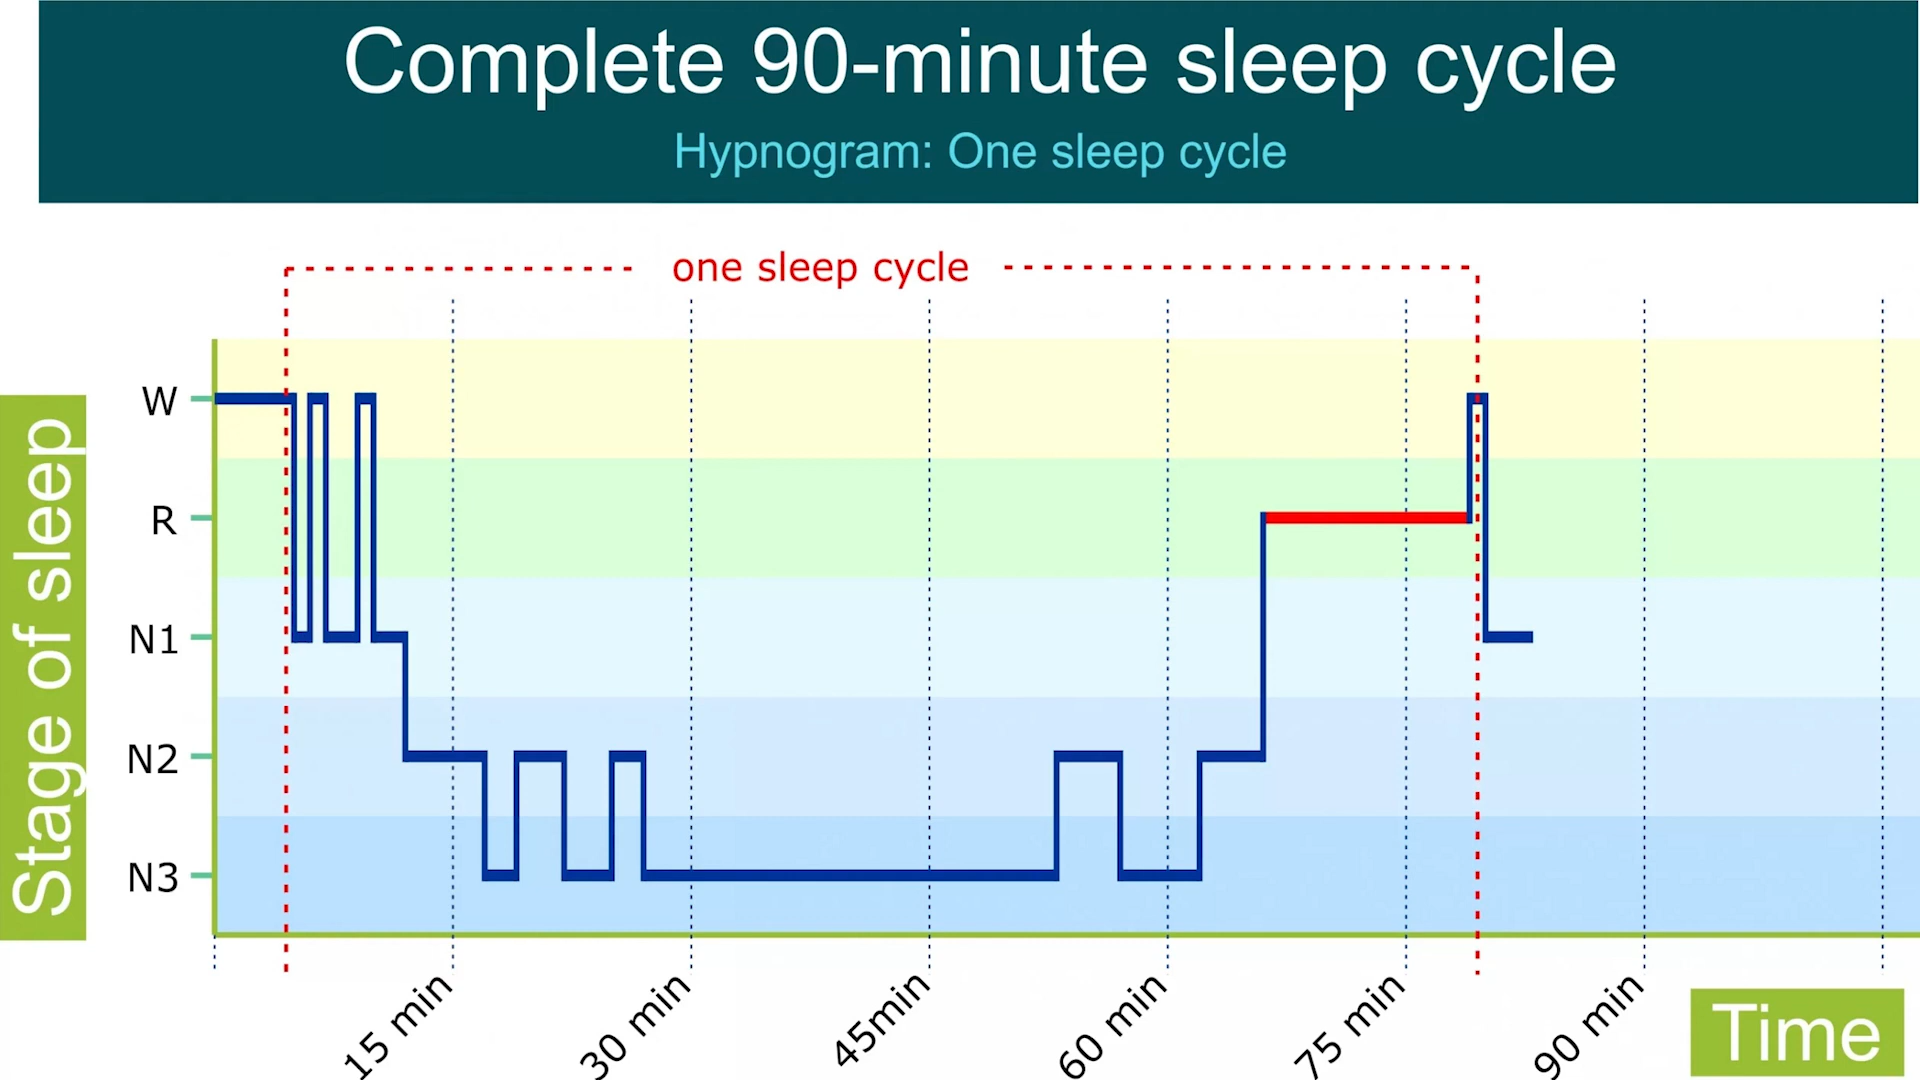 Complete 90-minute sleep cycle
Hypnogram: One sleep cycle
one sleep cycle
Stage of sleep
W
R
N1
N2
N3
15 min
30 min
45min
60 min
75 min
90 min
Time